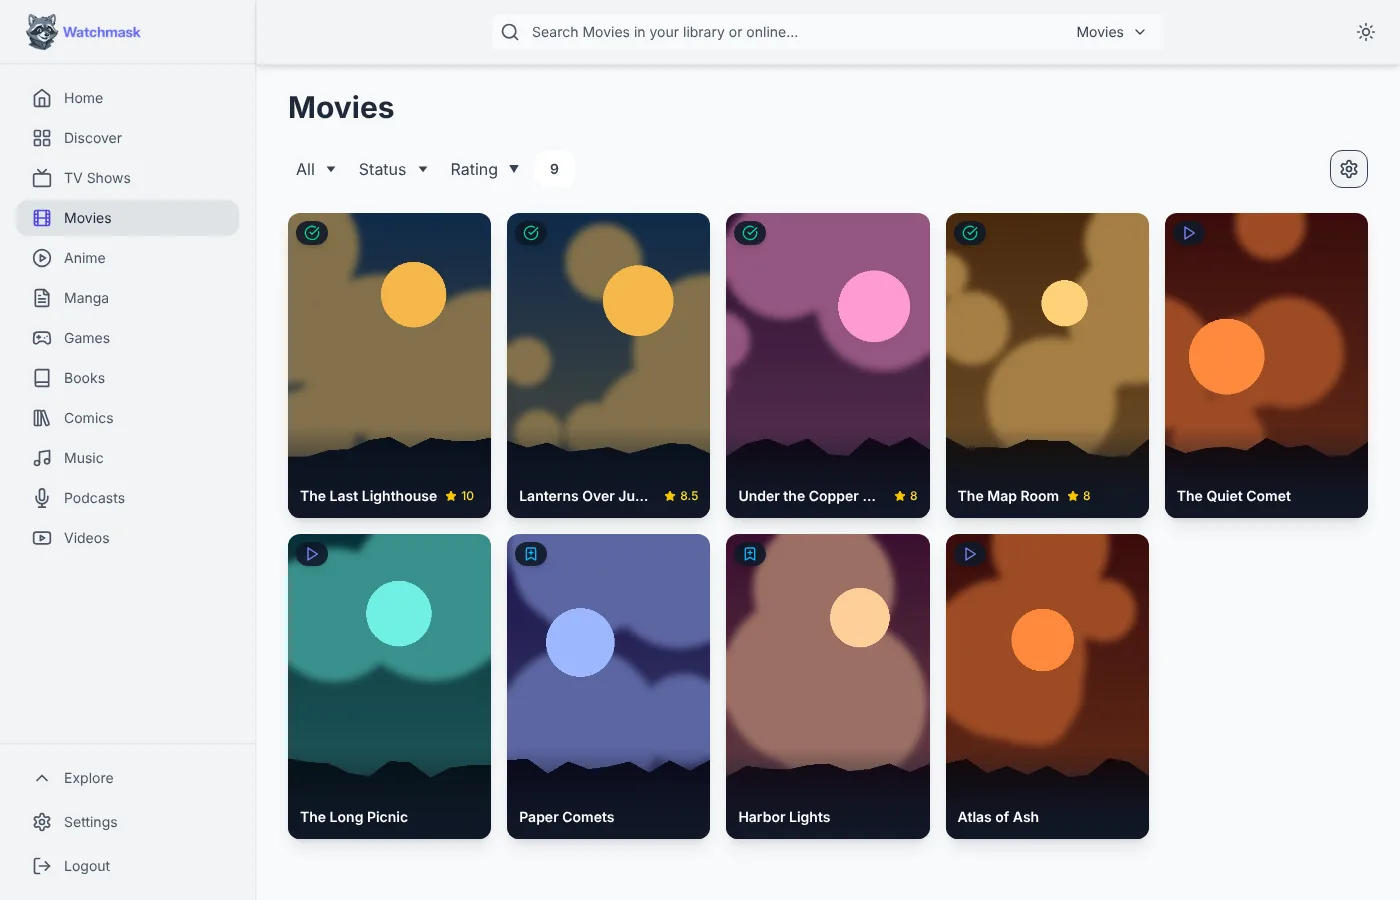 Watchmask
Search Movies in your library or online...
Movies
Home
Discover
TV Shows
Movies
Anime
Manga
Games
Books
Comics
Music
Podcasts
Videos
Explore
Settings
Logout
Movies
All
Status
Rating
9
The Last Lighthouse 10
Lanterns Over Ju... 8.5
Under the Copper ... 8
The Map Room 8
The Quiet Comet
The Long Picnic
Paper Comets
Harbor Lights
Atlas of Ash